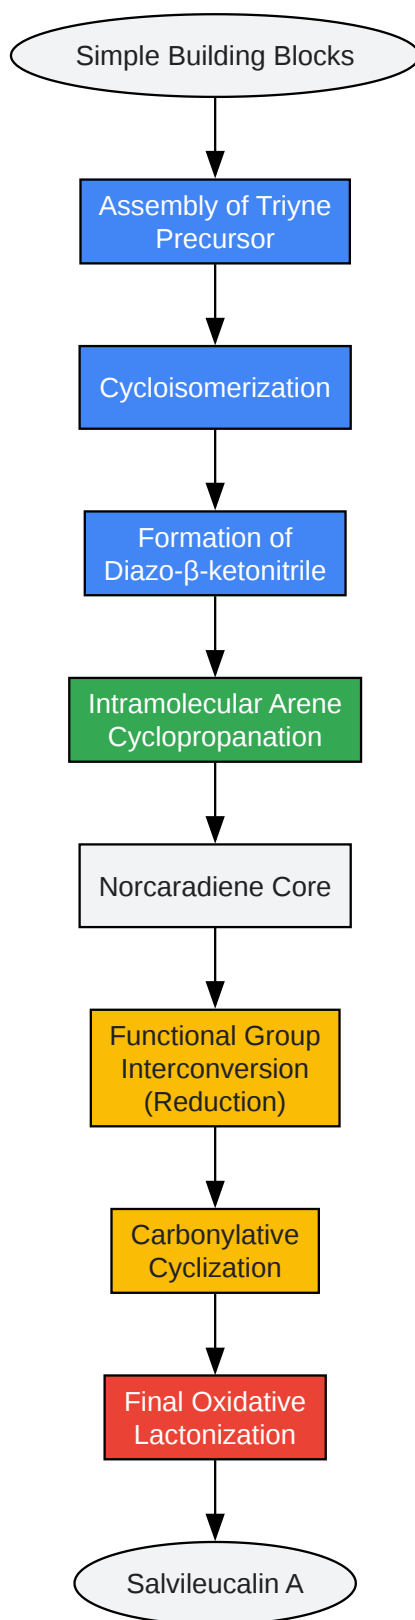 Simple Building Blocks
Assembly of Triyne
Precursor
Cycloisomerization
Formation of
Diazo-β-ketonitrile
Intramolecular Arene
Cyclopropanation
Norcaradiene Core
Functional Group
Interconversion
(Reduction)
Carbonylative
Cyclization
Final Oxidative
Lactonization
Salvileucalin A